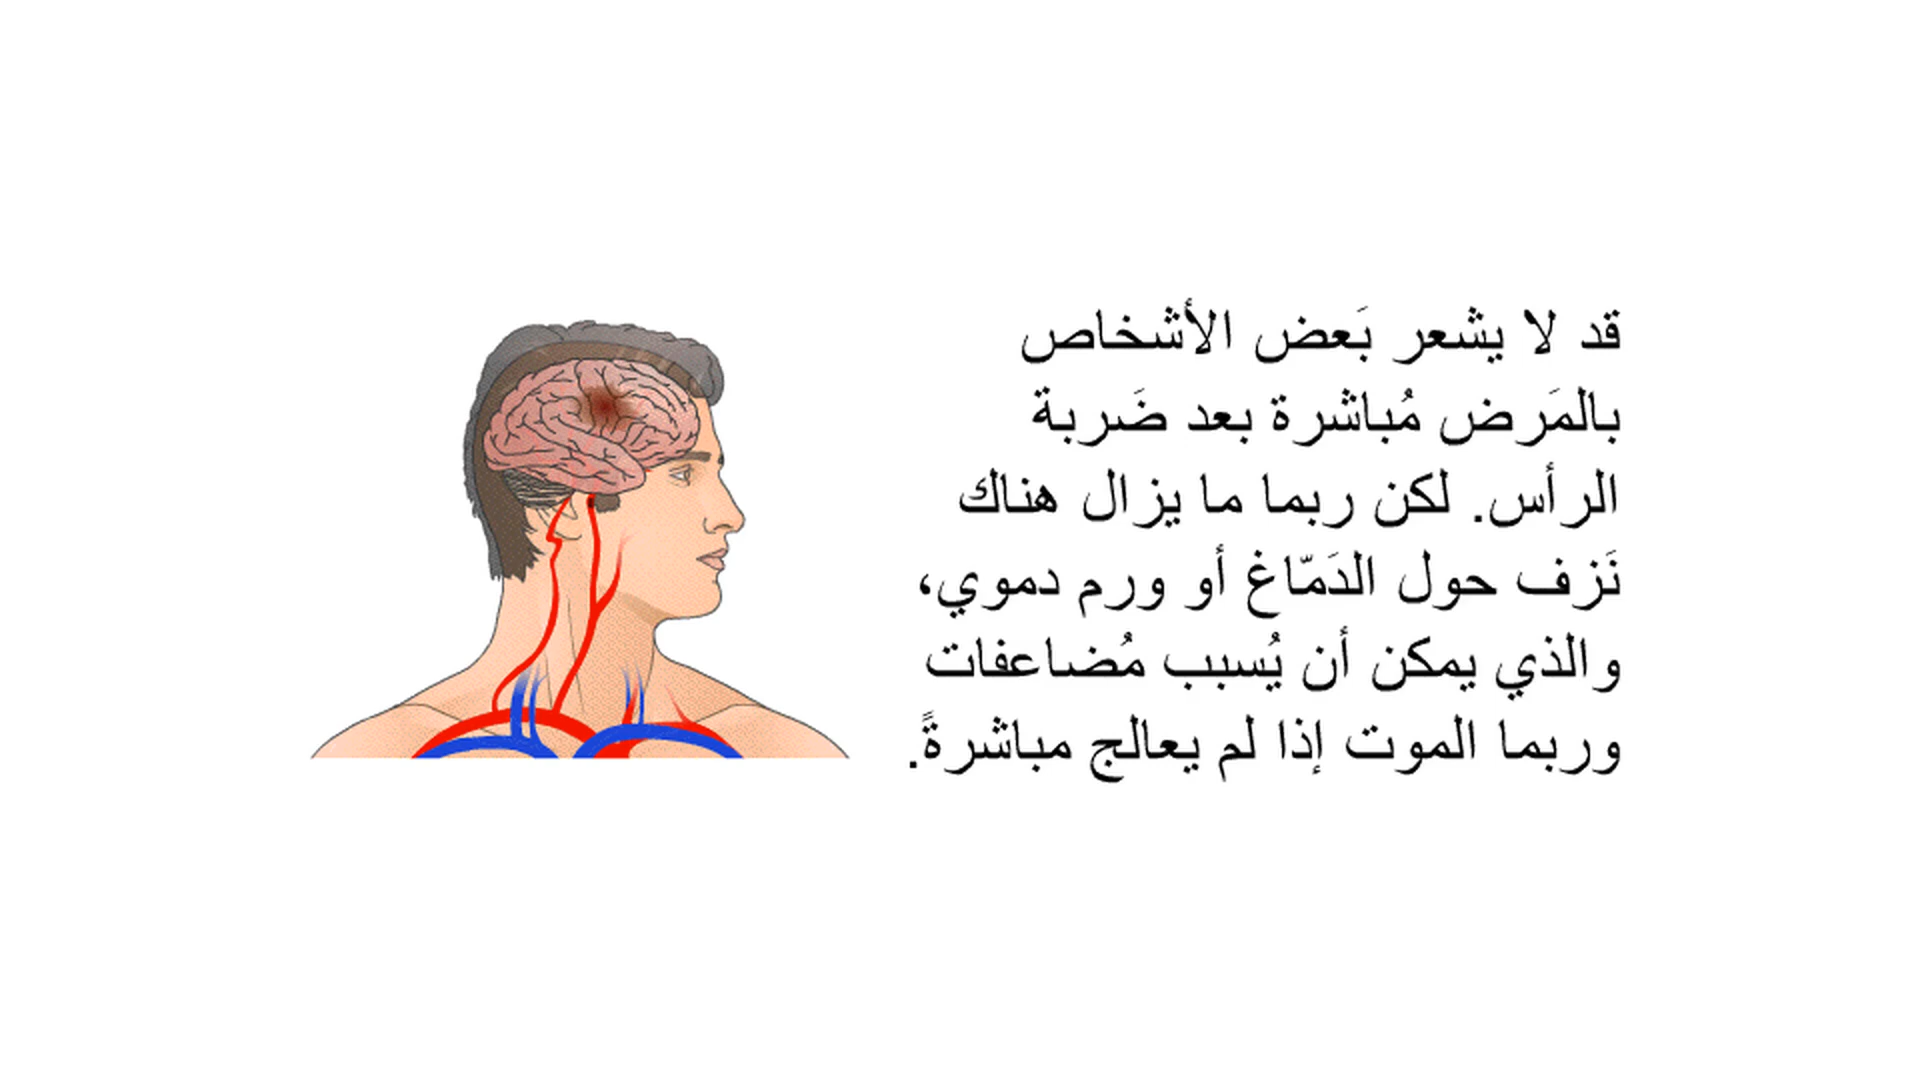 قد لا يشعر بَعض الأشخاص
بالمَرض مُباشرة بعد ضَربة
الرأس. لكن ربما ما يزال هناك
نَزف حول الدَمّاغ أو ورم دموي،
والذي يمكن أن يُسبب مُضاعفات
وربما الموت إذا لم يعالج مباشرةً.